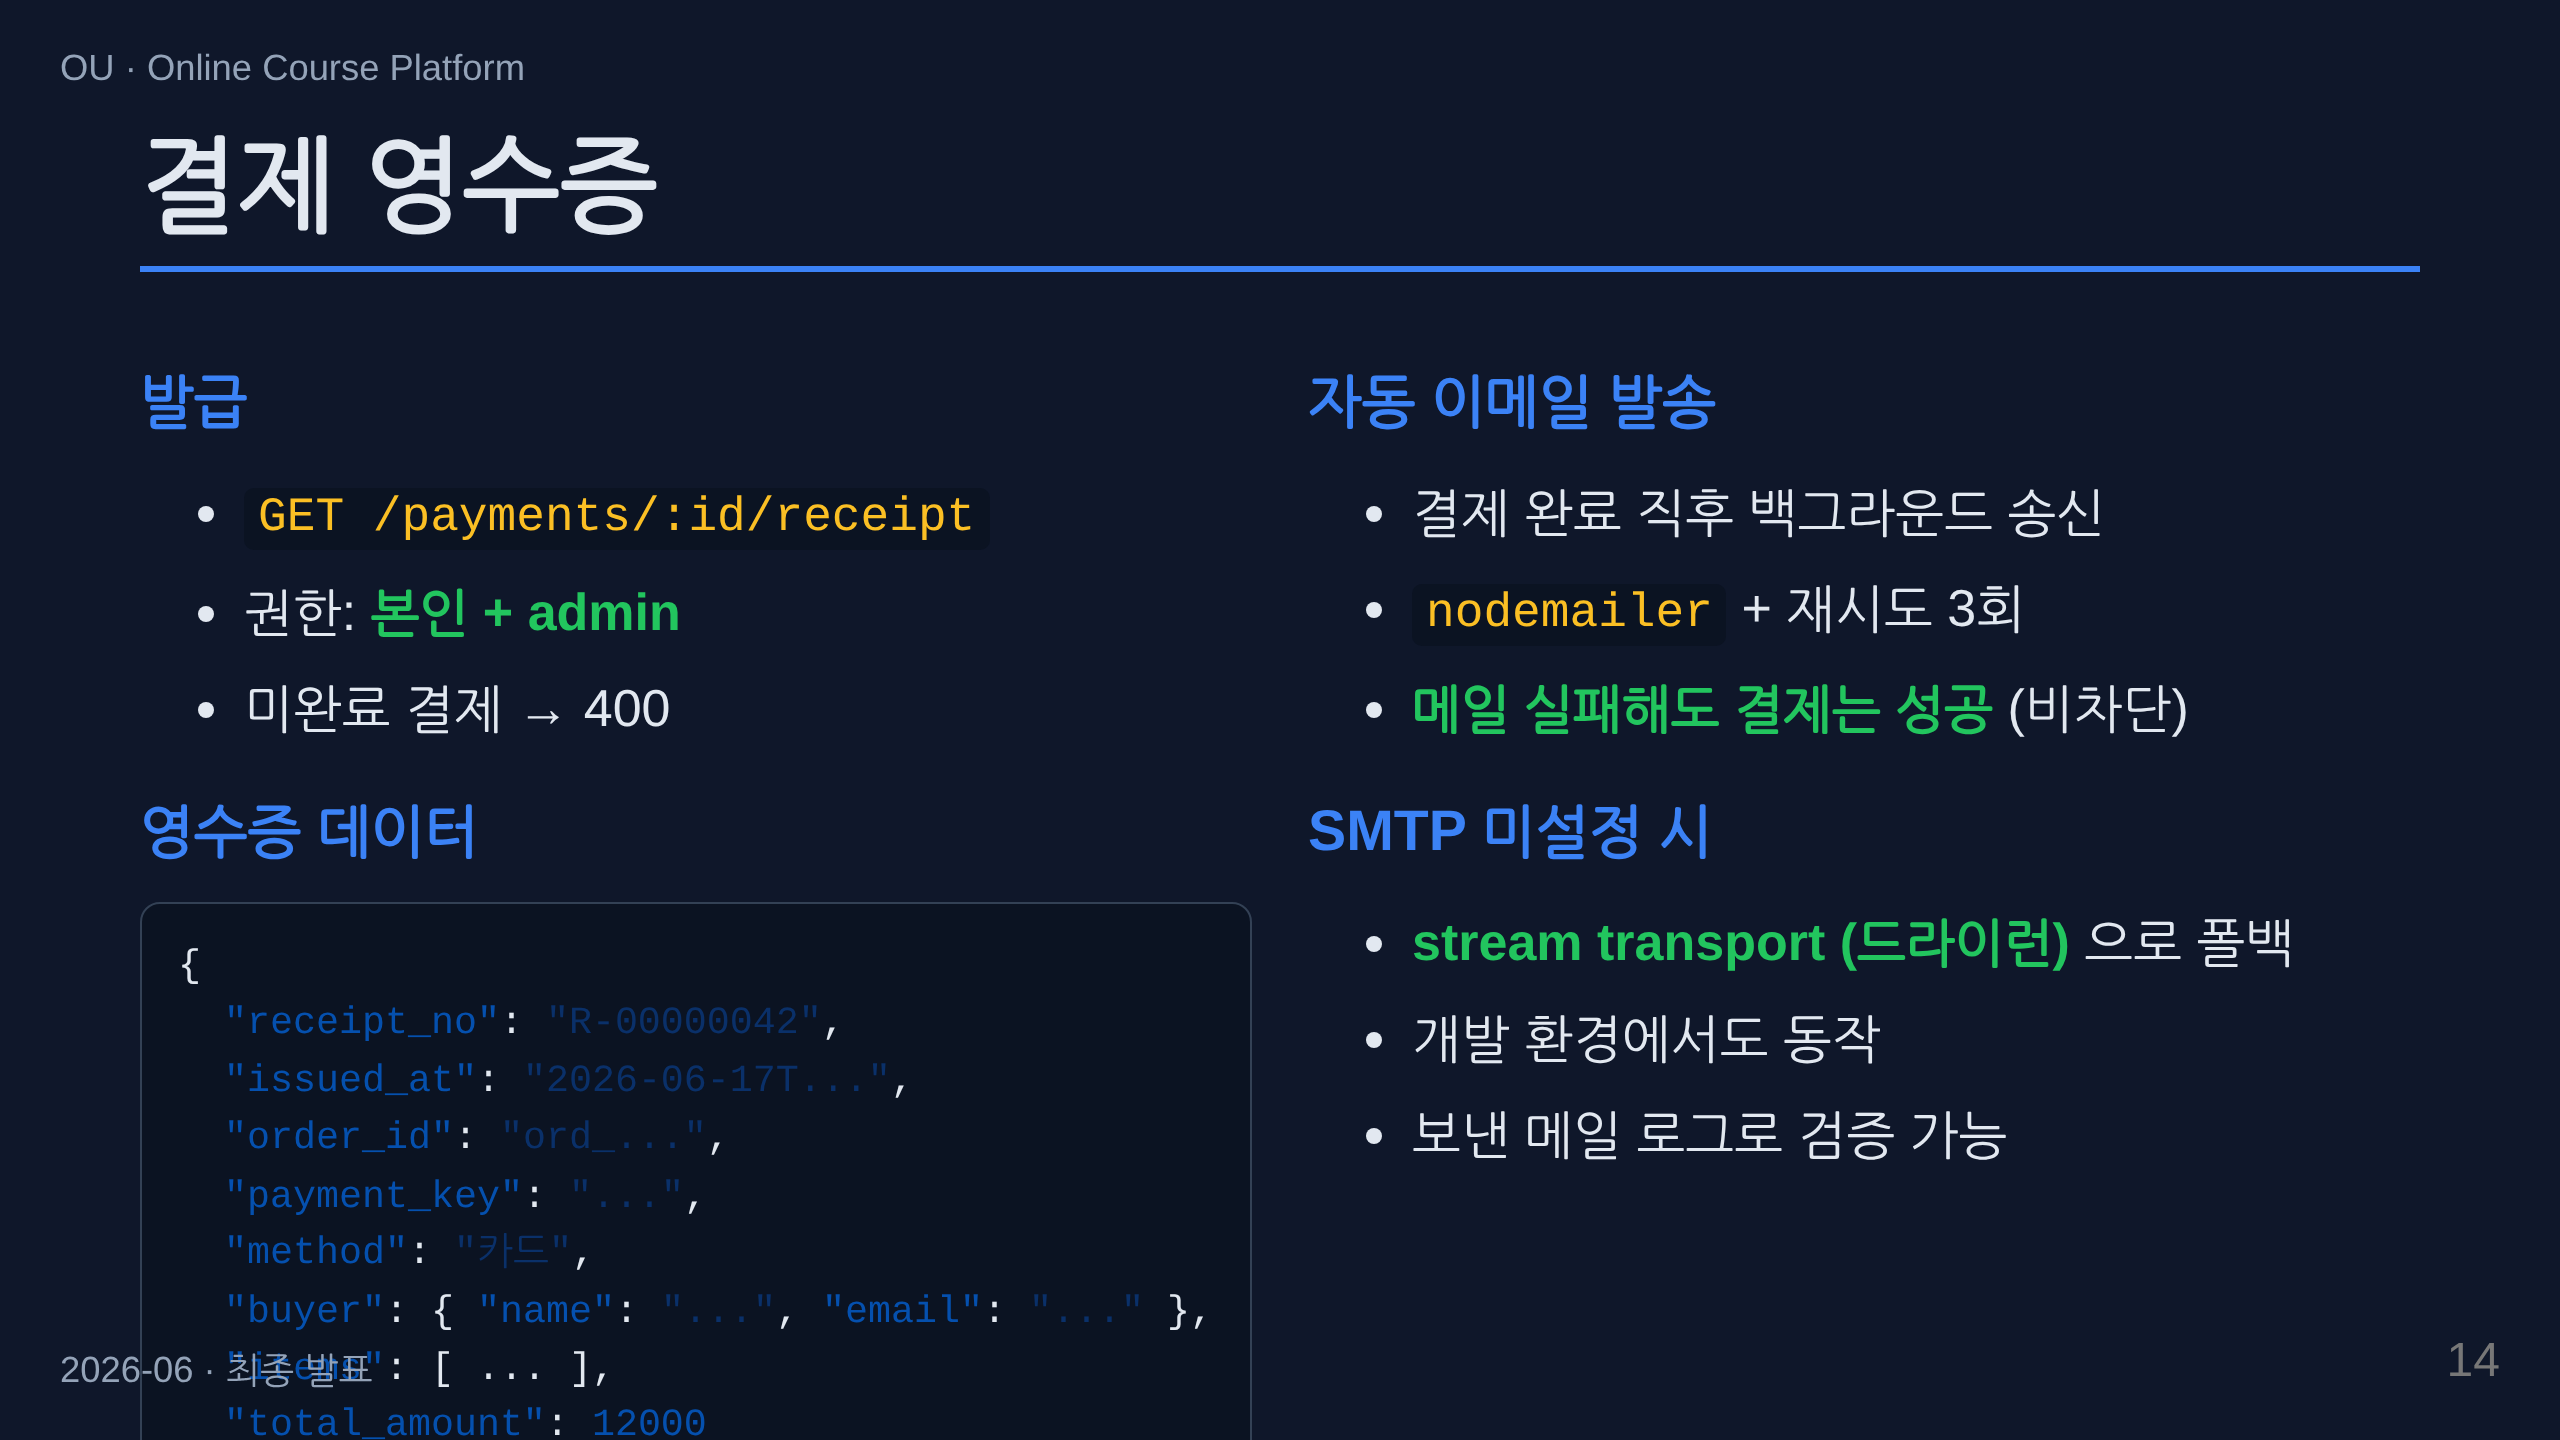 OU · Online Course Platform
결제 영수증
발급
GET /payments/:id/receipt
권한: 본인 + admin
미완료 결제 → 400
영수증 데이터
{
"receipt_no": "R-00000042",
"issued_at": "2026-06-17T...",
"order_id": "ord_...",
"payment_key": "...",
"method": "카드",
"buyer": { "name": "...", "email": "..." },
"items": [ ... ],
"total_amount": 12000
자동 이메일 발송
결제 완료 직후 백그라운드 송신
nodemailer + 재시도 3회
메일 실패해도 결제는 성공 (비차단)
SMTP 미설정 시
stream transport (드라이런) 으로 폴백
개발 환경에서도 동작
보낸 메일 로그로 검증 가능
2026-06 · 최종 발표
14